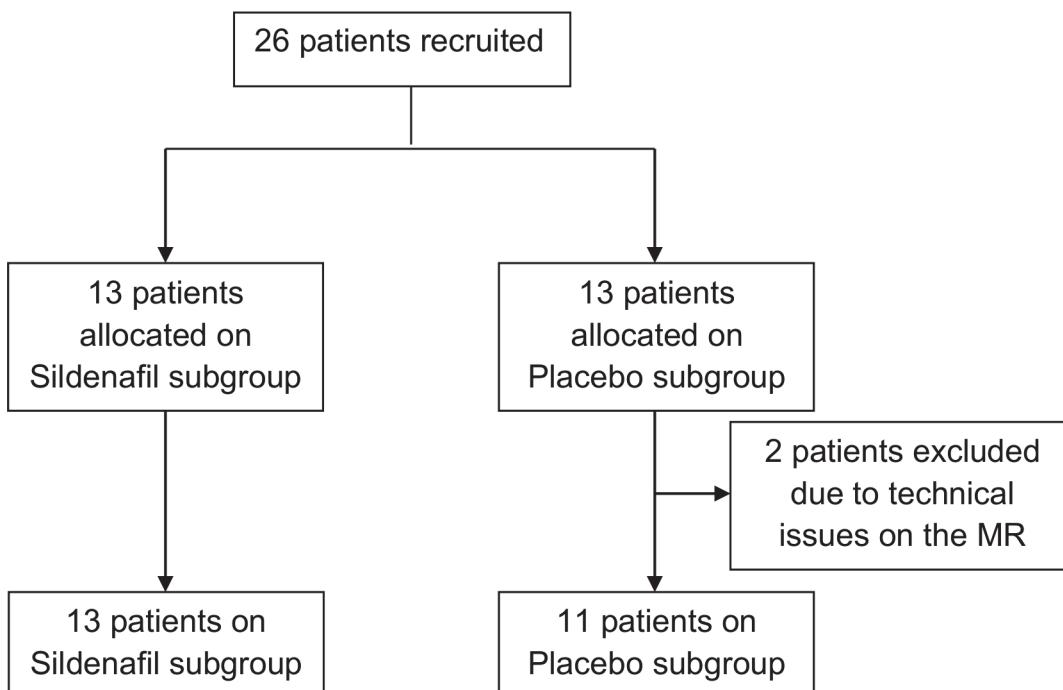 26 patients recruited
13 patients
allocated on
Sildenafil subgroup
13 patients
allocated on
Placebo subgroup
2 patients excluded
due to technical
issues on the MR
13 patients on
Sildenafil subgroup
11 patients on
Placebo subgroup